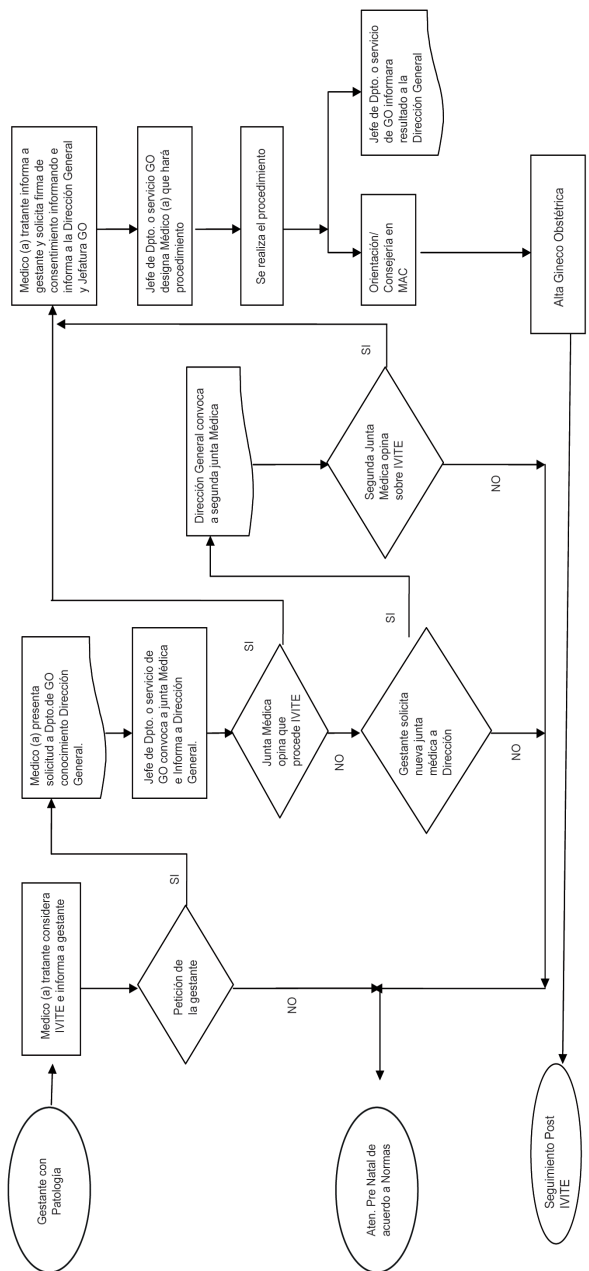 Gestante con
Patología
Medico (a) tratante considera
IVITE e informa a gestante
Petición de
la gestante
SI
NO
Aten. Pre Natal de
acuerdo a Normas
Medico (a) presenta
solicitud a Dpto.de GO
conocimiento Dirección
General.
Jefe de Dpto. o servicio de
GO convoca a junta Médica
e Informa a Dirección
General.
Junta Médica
opina que
procede IVITE
SI
NO
Gestante solicita
nueva junta
médica a
Dirección
SI
NO
Dirección General convoca
a segunda junta Médica
Segunda Junta
Médica opina
sobre IVITE
SI
NO
Medico (a) tratante informa a
gestante y solicita firma de
consentimiento informando e
informa a la Dirección General
y Jefatura GO
Jefe de Dpto. o servicio GO
designa Médico (a) que hará
procedimiento
Se realiza el procedimiento
Orientación/
Consejería en
MAC
Jefe de Dpto. o servicio
de GO informara
resultado a la
Dirección General
Alta Gineco Obstétrica
Seguimiento Post
IVITE